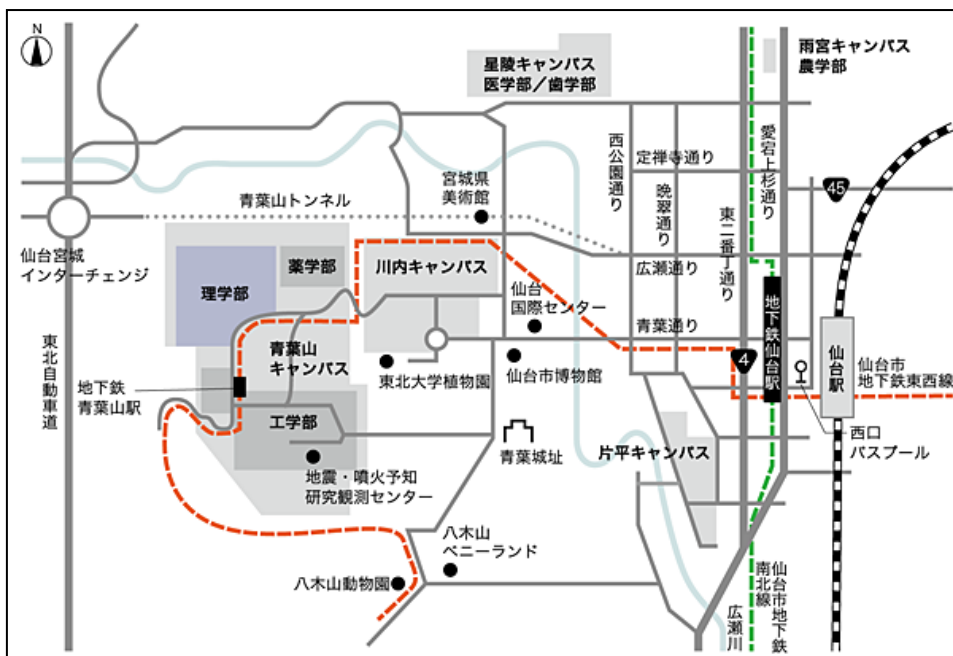 N
星陵キャンパス
医学部／歯学部
雨宮キャンパス
農学部
西公園通り
定禅寺通り
愛宕上杉通り
45
宮城県
美術館
晩翠通り
東二番丁通り
青葉山トンネル
仙台宮城
インターチェンジ
薬学部
川内キャンパス
広瀬通り
理学部
仙台
国際センター
地下鉄仙台駅
青葉通り
東北自動車道
青葉山
キャンパス
東北大学植物園
仙台市博物館
4
仙台駅
仙台市
地下鉄東西線
地下鉄
青葉山駅
工学部
青葉城址
片平キャンパス
西口
バスプール
地震・噴火予知
研究観測センター
八木山
ベニーランド
八木山動物園
広瀬川
仙台市地下鉄
南北線